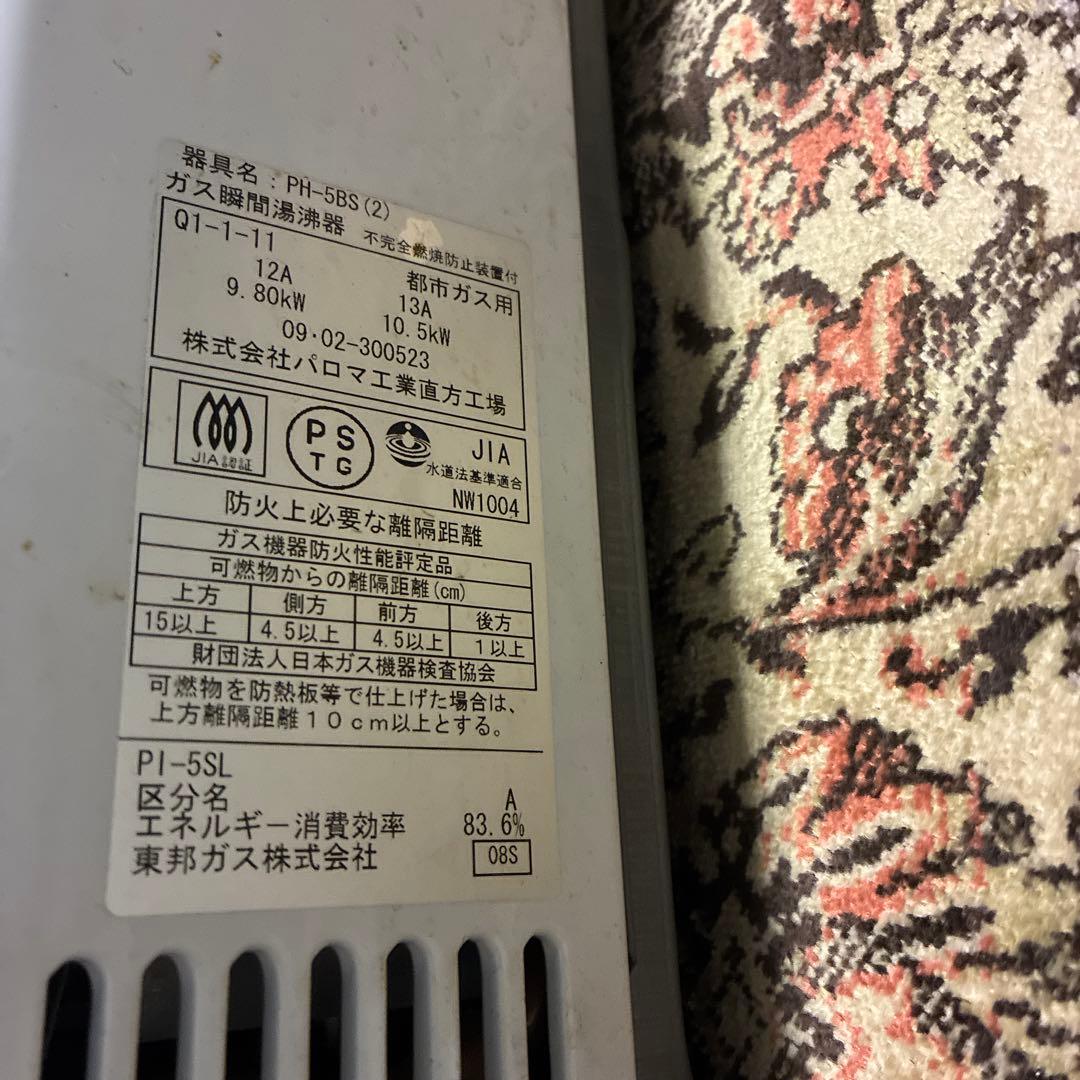 器具名：PH-5BS(2)
ガス瞬間湯沸器 不完全燃焼防止装置付
Q1-1-11 都市ガス用
12A 13A
9.80kW 10.5kW
09･02-300523
株式会社パロマ工業直方工場
JIA認証
PS
TG
JIA
水道法基準適合
NW1004
防火上必要な離隔距離
ガス機器防火性能評定品
可燃物からの離隔距離(cm)
上方 側方 前方 後方
15以上 4.5以上 4.5以上 1以上
財団法人日本ガス機器検査協会
可燃物を防熱板等で仕上げた場合は、
上方離隔距離１０ｃｍ以上とする。
PI-5SL
区分名 A
エネルギー消費効率 83.6%
東邦ガス株式会社 08S